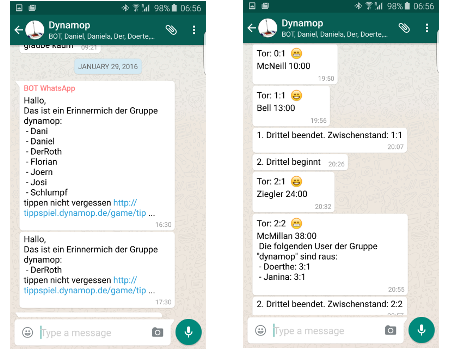 98% 06:56
Dynamop
BOT, Daniel, Daniela, Der, Doerte,...
graube kaum 09:21
JANUARY 29, 2016
BOT WhatsApp
Hallo,
Das ist ein Erinnermich der Gruppe
dynamop:
- Dani
- Daniel
- DerRoth
- Florian
- Joern
- Josi
- Schlumpf
tippen nicht vergessen http://
tippspiel.dynamop.de/game/tip ...
16:30
Hallo,
Das ist ein Erinnermich der Gruppe
dynamop:
- DerRoth
tippen nicht vergessen http://
tippspiel.dynamop.de/game/tip ...
17:30
Type a message
98% 06:56
Dynamop
BOT, Daniel, Daniela, Der, Doerte,...
Tor: 0:1
McNeill 10:00
19:50
Tor: 1:1
Bell 13:00
19:56
1. Drittel beendet. Zwischenstand: 1:1
20:07
2. Drittel beginnt 20:26
Tor: 2:1
Ziegler 24:00
20:32
Tor: 2:2
McMillan 38:00
Die folgenden User der Gruppe
"dynamop" sind raus:
- Doerthe: 3:1
- Janina: 3:1
20:55
2. Drittel beendet. Zwischenstand: 2:2
20:57
Type a message